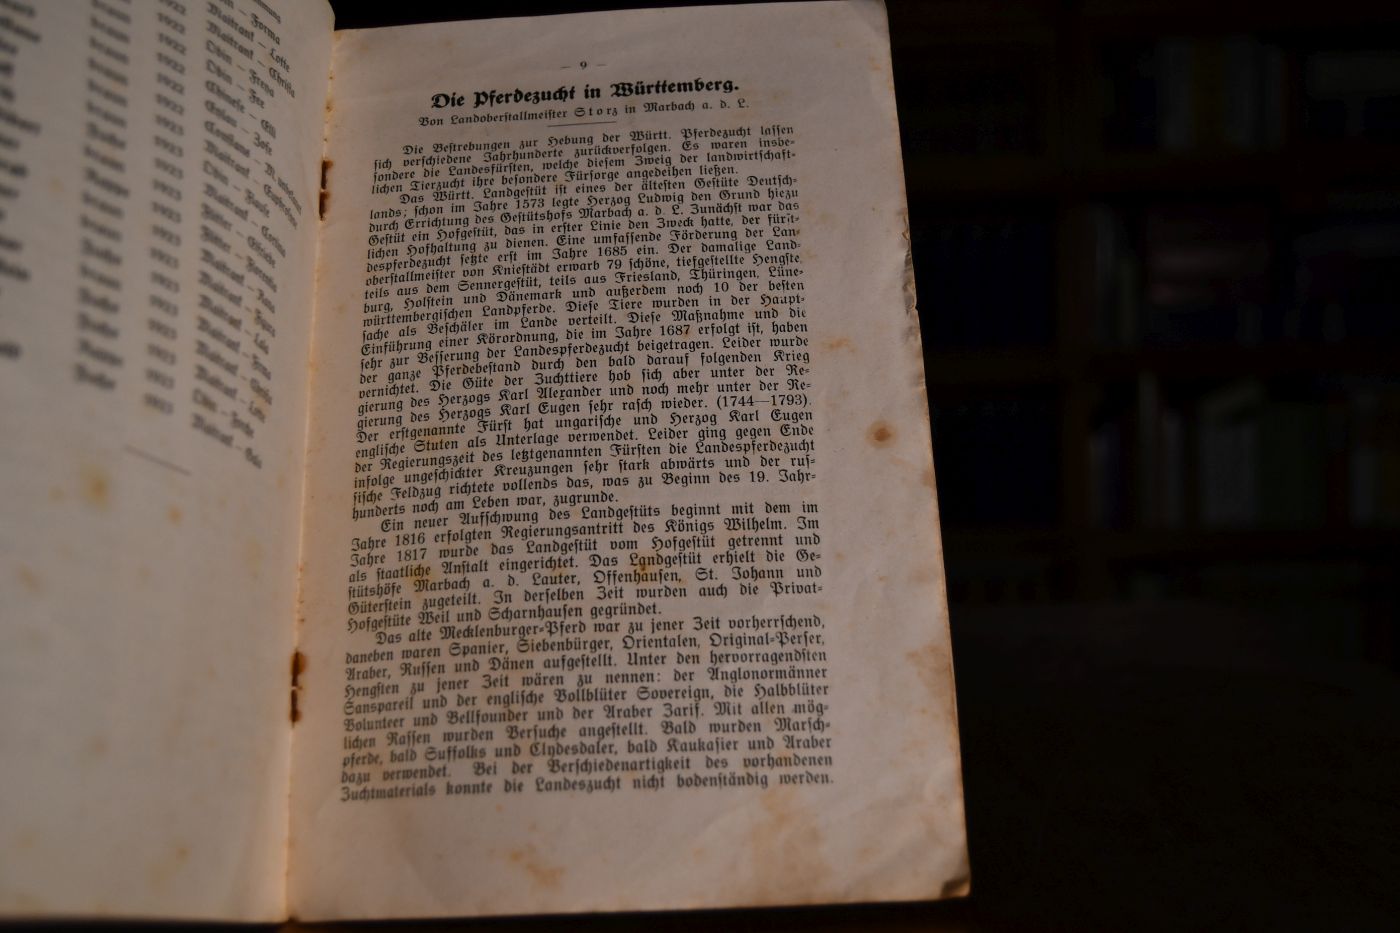 braun 1922 Odin — Forma
braun 1922 Maitrank — Lotte
1922 Maitrank — Christa
1922 Odin — Freya
1922 Odin — Fee
1922 Chinese — Elli
— 9 —
Die Pferdezucht in Württemberg.
Von Landoberstallmeister Storz in Marbach a. d. L.
Die Bestrebungen zur Hebung der Württ. Pferdezucht lassen
sich verschiedene Jahrhunderte zurückverfolgen. Es waren insbe-
sondere die Landesfürsten, welche diesem Zweig der landwirtschaft-
lichen Tierzucht ihre besondere Fürsorge angedeihen ließen.
Das Württ. Landgestüt ist eines der ältesten Gestüte Deutsch-
lands; schon im Jahre 1573 legte Herzog Ludwig den Grund hiezu
durch Errichtung des Gestütshofs Marbach a. d. L. Zunächst war das
Gestüt ein Hofgestüt, das in erster Linie den Zweck hatte, der fürst-
lichen Hofhaltung zu dienen. Eine umfassende Förderung der Lan-
despferdezucht setzte erst im Jahre 1685 ein. Der damalige Land-
oberstallmeister von Kniestädt erwarb 79 schöne, tiefgestellte Hengste,
teils aus dem Sennergestüt, teils aus Friesland, Thüringen, Lüne-
burg, Holstein und Dänemark und außerdem noch 10 der besten
württembergischen Landpferde. Diese Tiere wurden in der Haupt-
sache als Beschäler im Lande verteilt. Diese Maßnahme und die
Einführung einer Körordnung, die im Jahre 1687 erfolgt ist, haben
sehr zur Besserung der Landespferdezucht beigetragen. Leider wurde
der ganze Pferdebestand durch den bald darauf folgenden Krieg
vernichtet. Die Güte der Zuchttiere hob sich aber unter der Re-
gierung des Herzogs Karl Alexander und noch mehr unter der Re-
gierung des Herzogs Karl Eugen sehr rasch wieder. (1744—1793).
Der erstgenannte Fürst hat ungarische und Herzog Karl Eugen
englische Stuten als Unterlage verwendet. Leider ging gegen Ende
der Regierungszeit des letztgenannten Fürsten die Landespferdezucht
infolge ungeschickter Kreuzungen sehr stark abwärts und der rus-
sische Feldzug richtete vollends das, was zu Beginn des 19. Jahr-
hunderts noch am Leben war, zugrunde.
Ein neuer Aufschwung des Landgestüts beginnt mit dem im
Jahre 1816 erfolgten Regierungsantritt des Königs Wilhelm. Im
Jahre 1817 wurde das Landgestüt vom Hofgestüt getrennt und
als staatliche Anstalt eingerichtet. Das Landgestüt erhielt die Ge-
stütshöfe Marbach a. d. Lauter, Offenhausen, St. Johann und
Güterstein zugeteilt. In derselben Zeit wurden auch die Privat-
Hofgestüte Weil und Scharnhausen gegründet.
Das alte Mecklenburger-Pferd war zu jener Zeit vorherrschend,
daneben waren Spanier, Siebenbürger, Orientalen, Original-Perser,
Araber, Russen und Dänen aufgestellt. Unter den hervorragendsten
Hengsten zu jener Zeit wären zu nennen: der Anglonormänner
Sanspareil und der englische Vollblüter Sovereign, die Halbblüter
Volunteer und Bellfounder und der Araber Zarif. Mit allen mög-
lichen Rassen wurden Versuche angestellt. Bald wurden Marsch-
pferde, bald Suffolks und Clydesdaler, bald Kaukasier und Araber
dazu verwendet. Bei der Verschiedenartigkeit des vorhandenen
Zuchtmaterials konnte die Landeszucht nicht bodenständig werden.